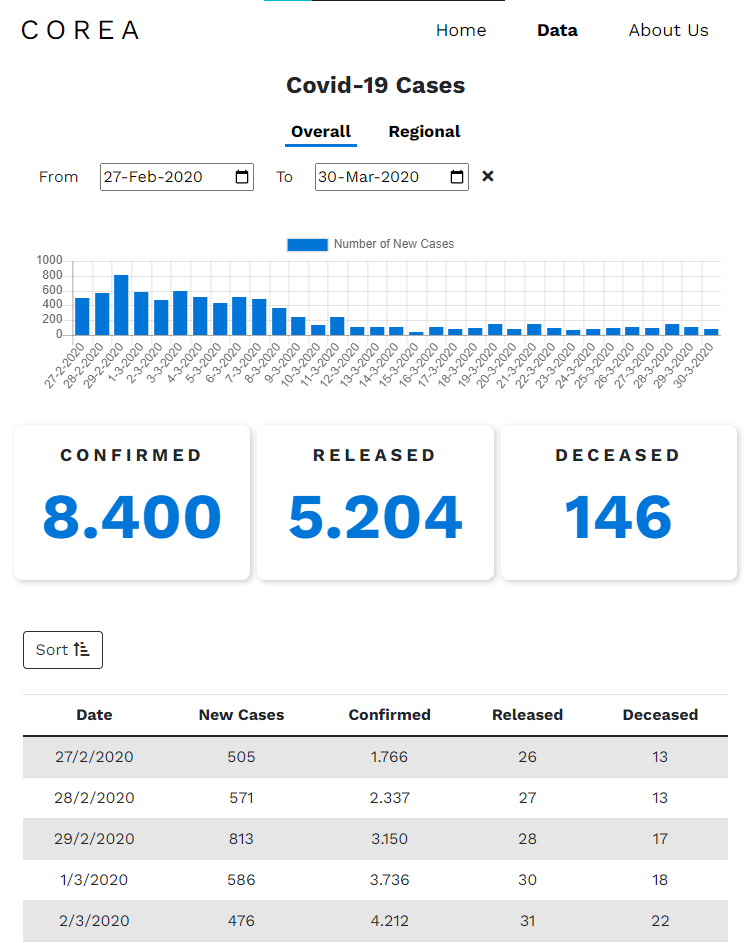 COREA Home Data About Us
Covid-19 Cases
Overall Regional
From 27-Feb-2020 To 30-Mar-2020 ×
Number of New Cases
1000
800
600
400
200
0
27-2-2020 28-2-2020 29-2-2020 1-3-2020 2-3-2020 3-3-2020 4-3-2020 5-3-2020 6-3-2020 7-3-2020 8-3-2020 9-3-2020 10-3-2020 11-3-2020 12-3-2020 13-3-2020 14-3-2020 15-3-2020 16-3-2020 17-3-2020 18-3-2020 19-3-2020 20-3-2020 21-3-2020 22-3-2020 23-3-2020 24-3-2020 25-3-2020 26-3-2020 27-3-2020 28-3-2020 29-3-2020 30-3-2020
CONFIRMED RELEASED DECEASED
8.400 5.204 146
Sort
Date New Cases Confirmed Released Deceased
27/2/2020 505 1.766 26 13
28/2/2020 571 2.337 27 13
29/2/2020 813 3.150 28 17
1/3/2020 586 3.736 30 18
2/3/2020 476 4.212 31 22